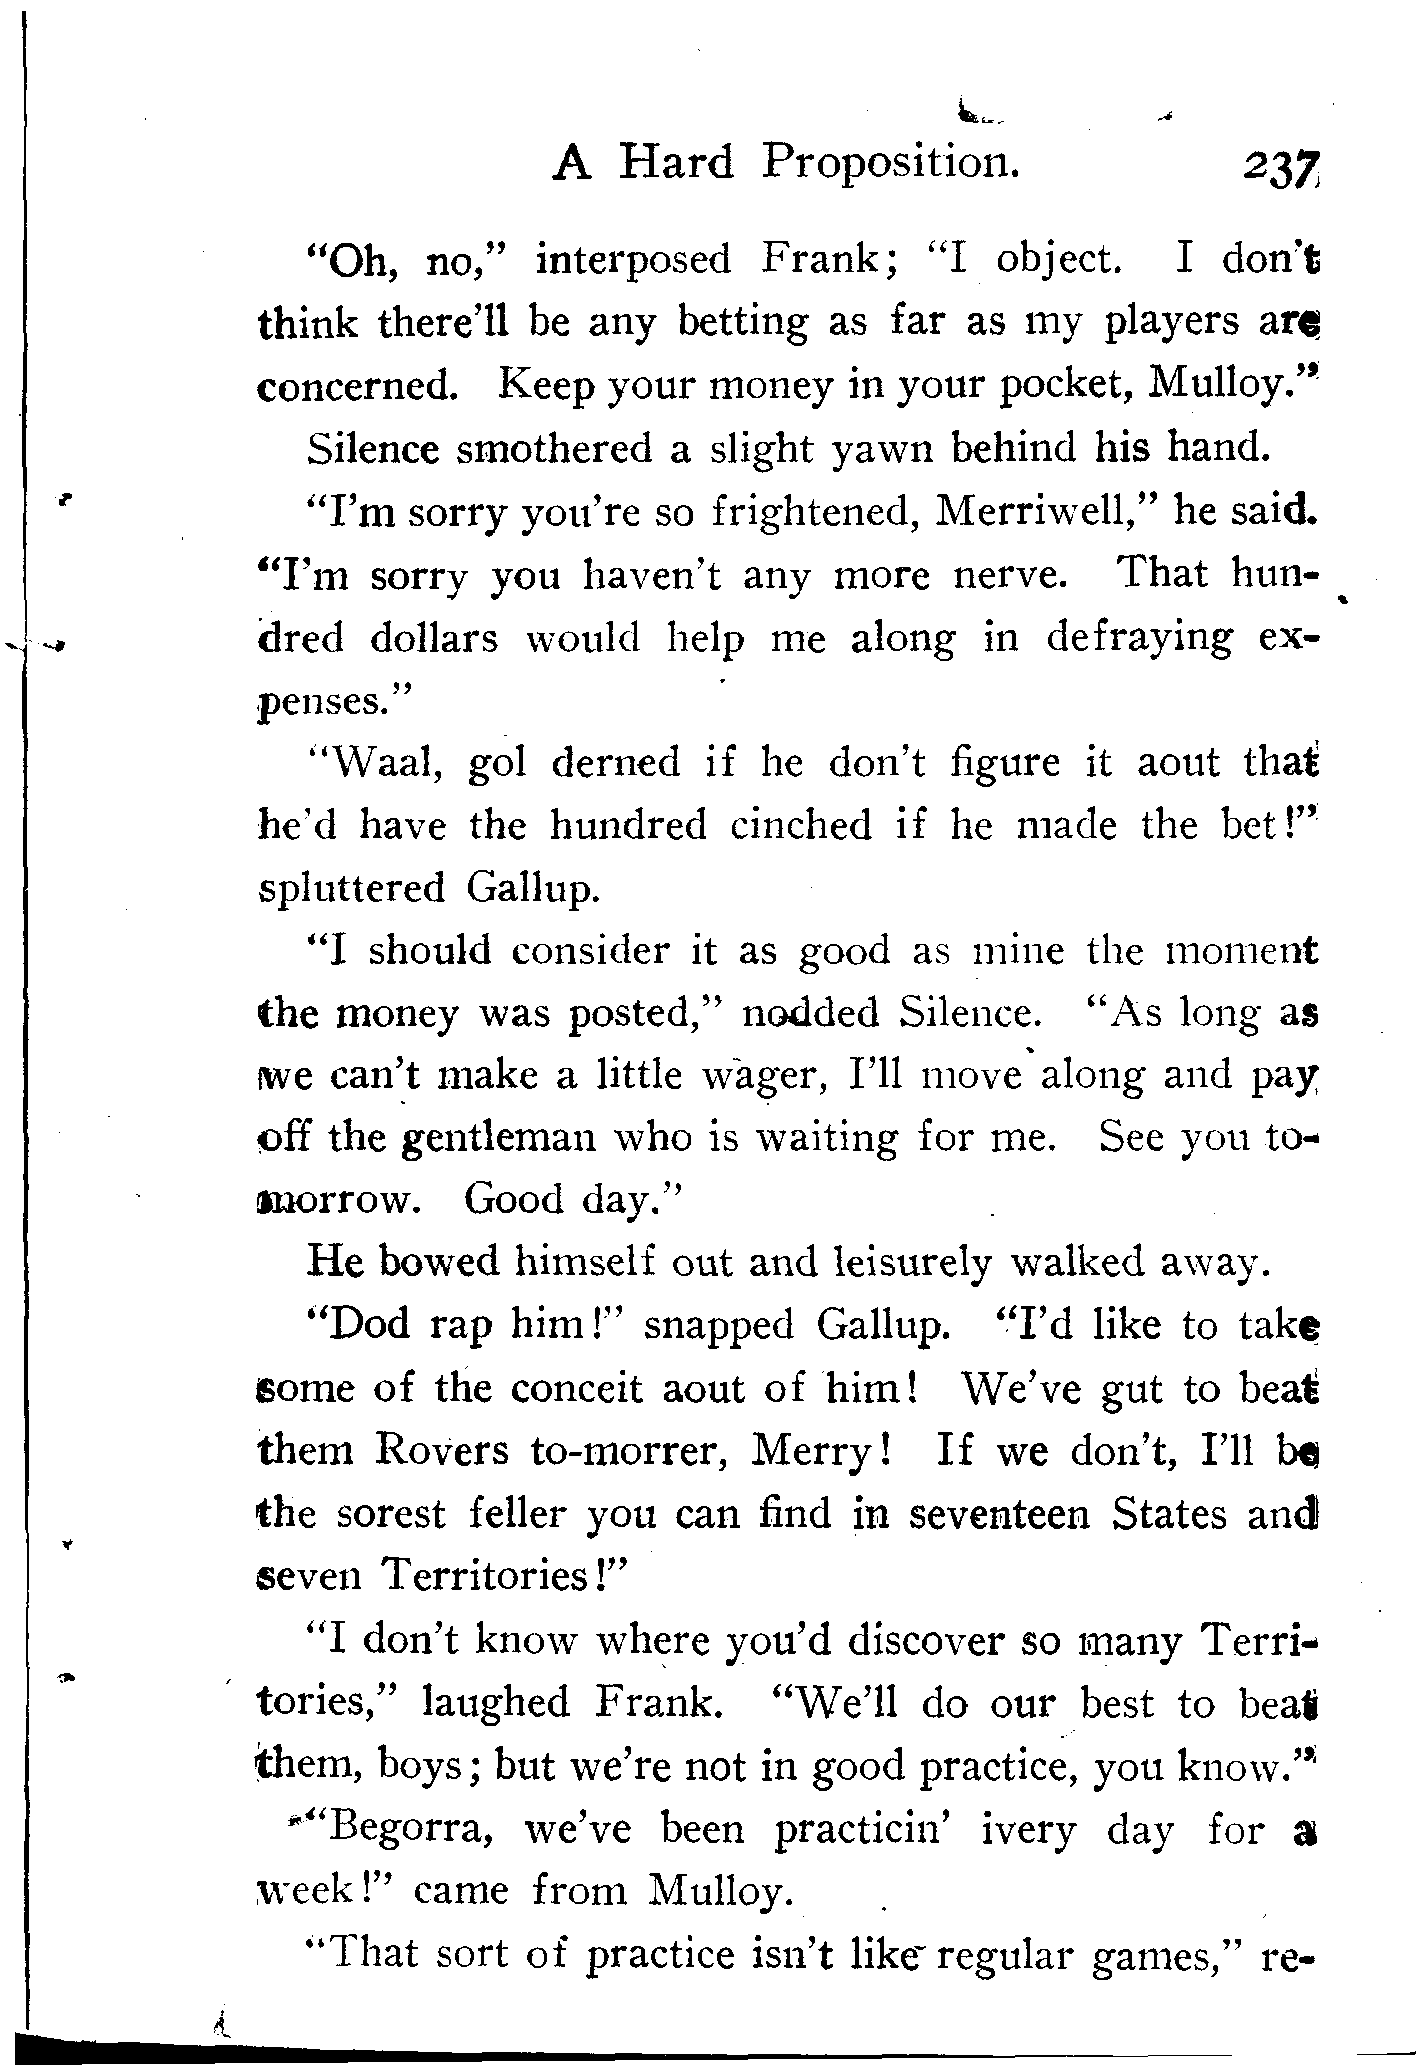 A Hard Proposition. 237
"Oh, no," interposed Frank; "I object. I don't
think there'll be any betting as far as my players are
concerned. Keep your money in your pocket, Mulloy."
Silence smothered a slight yawn behind his hand.
"I'm sorry you're so frightened, Merriwell," he said.
"I'm sorry you haven't any more nerve. That hun-
dred dollars would help me along in defraying ex-
penses."
"Waal, gol derned if he don't figure it aout that
he'd have the hundred cinched if he made the bet!"
spluttered Gallup.
"I should consider it as good as mine the moment
the money was posted," nodded Silence. "As long as
we can't make a little wager, I'll move along and pay
off the gentleman who is waiting for me. See you to-
morrow. Good day."
He bowed himself out and leisurely walked away.
"Dod rap him!" snapped Gallup. "I'd like to take
some of the conceit aout of him! We've gut to beat
them Rovers to-morrer, Merry! If we don't, I'll be
the sorest feller you can find in seventeen States and
seven Territories!"
"I don't know where you'd discover so many Terri-
tories," laughed Frank. "We'll do our best to beat
them, boys; but we're not in good practice, you know."
"Begorra, we've been practicin' ivery day for a
week!" came from Mulloy.
"That sort of practice isn't like regular games," re-